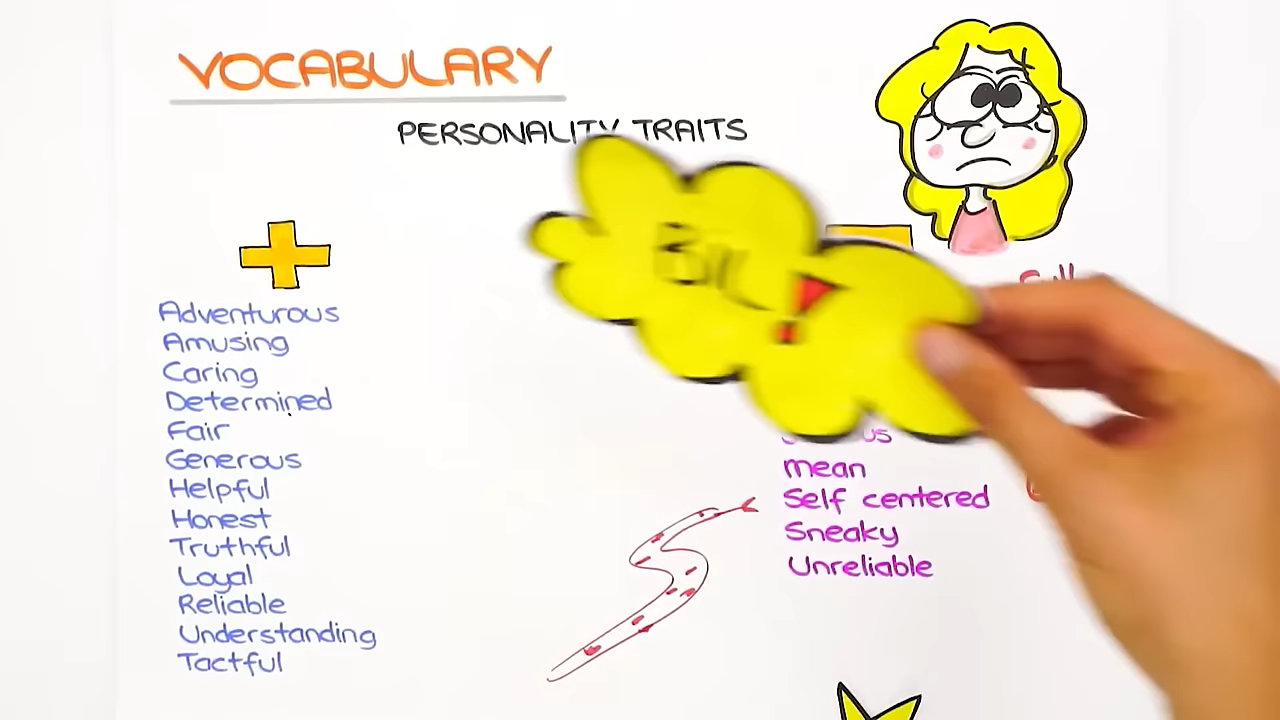 VOCABULARY
PERSONALITY TRAITS
Adventurous
Amusing
Caring
Determined
Fair
Generous
Helpful
Honest
Truthful
Loyal
Reliable
Understanding
Tactful
mean
Self centered
Sneaky
Unreliable